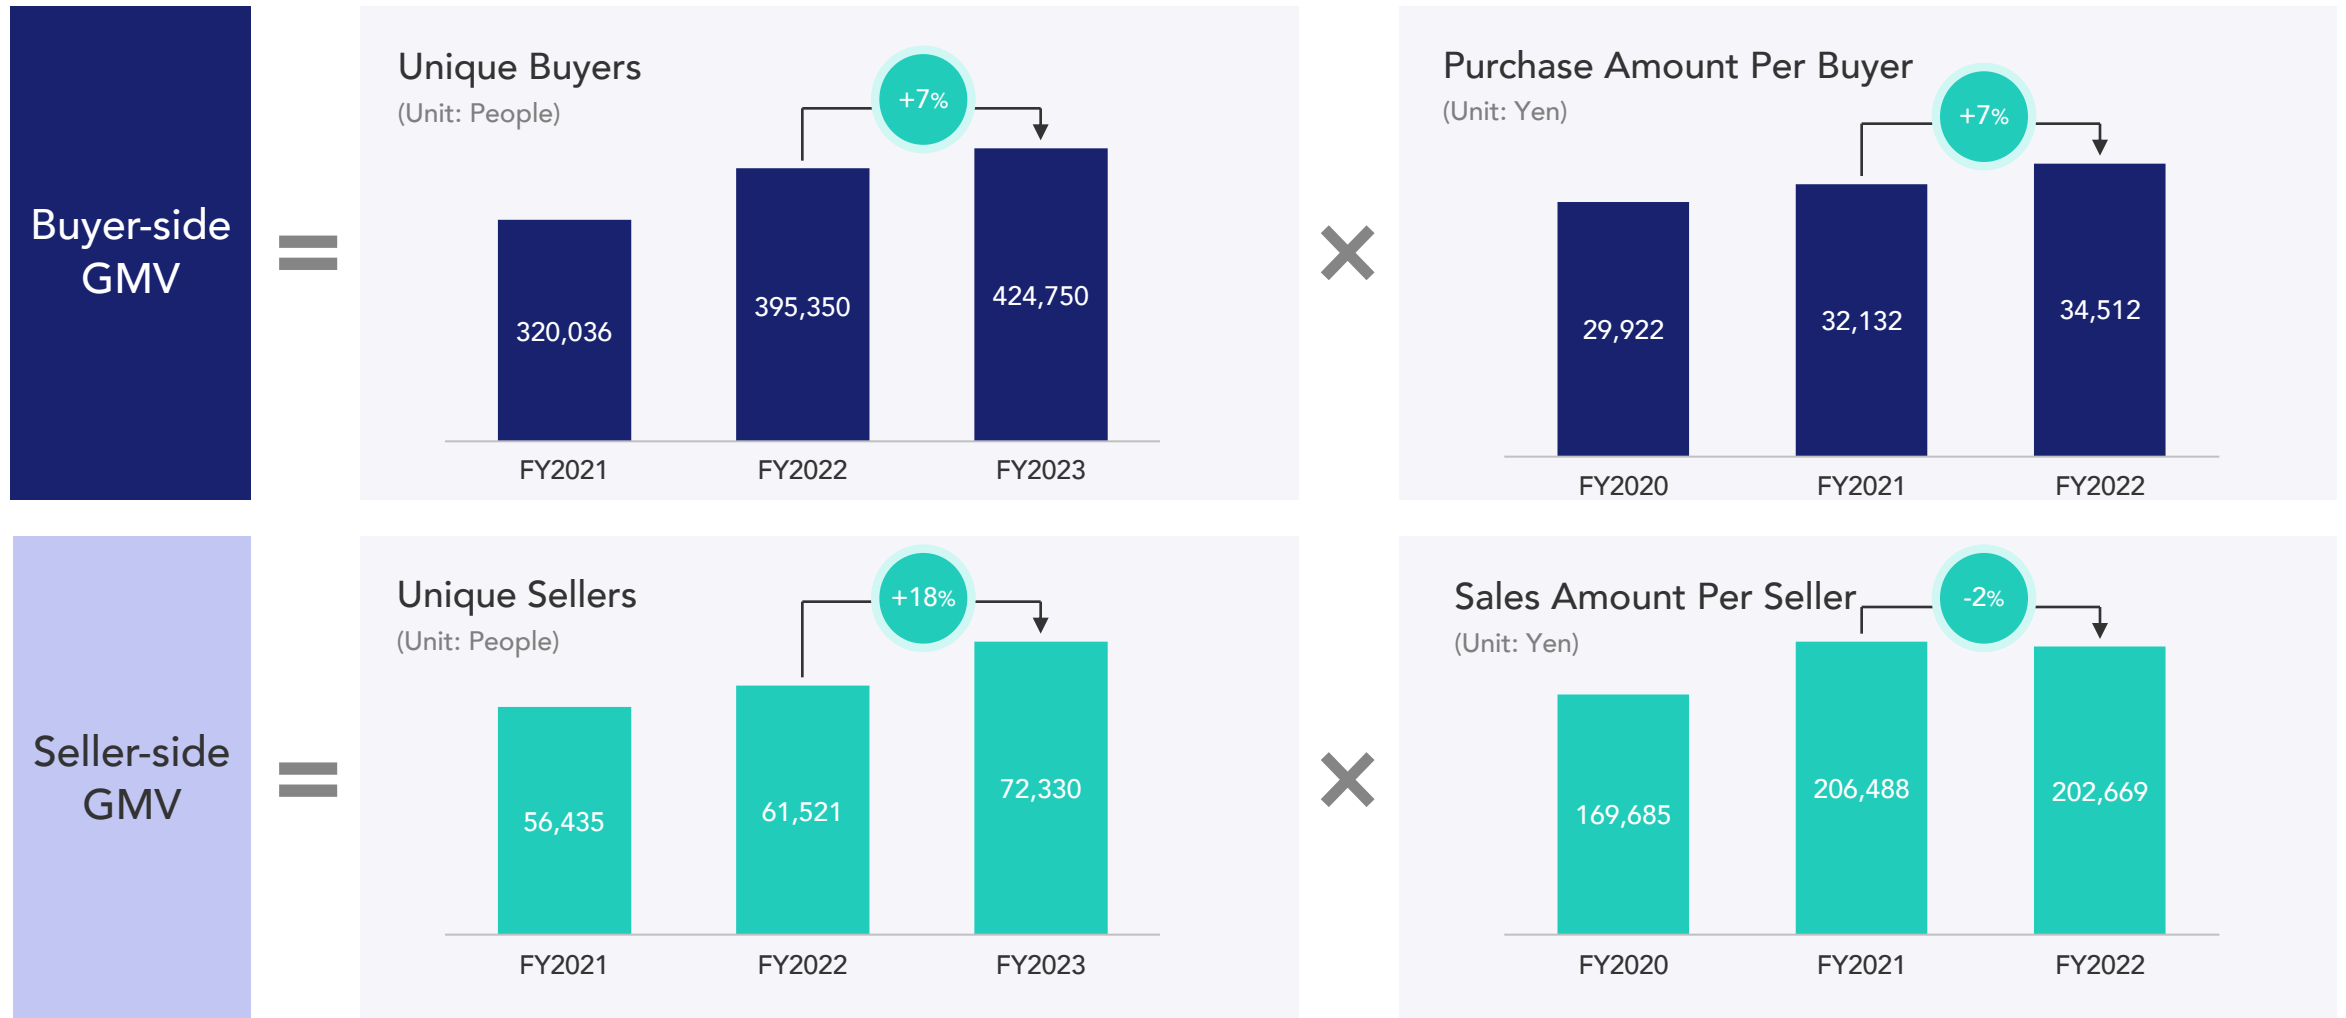 Buyer-side
GMV
=
Unique Buyers
(Unit: People)
+7%
320,036
395,350
424,750
FY2021
FY2022
FY2023
×
Purchase Amount Per Buyer
(Unit: Yen)
+7%
29,922
32,132
34,512
FY2020
FY2021
FY2022
Seller-side
GMV
=
Unique Sellers
(Unit: People)
+18%
56,435
61,521
72,330
FY2021
FY2022
FY2023
×
Sales Amount Per Seller
(Unit: Yen)
-2%
169,685
206,488
202,669
FY2020
FY2021
FY2022